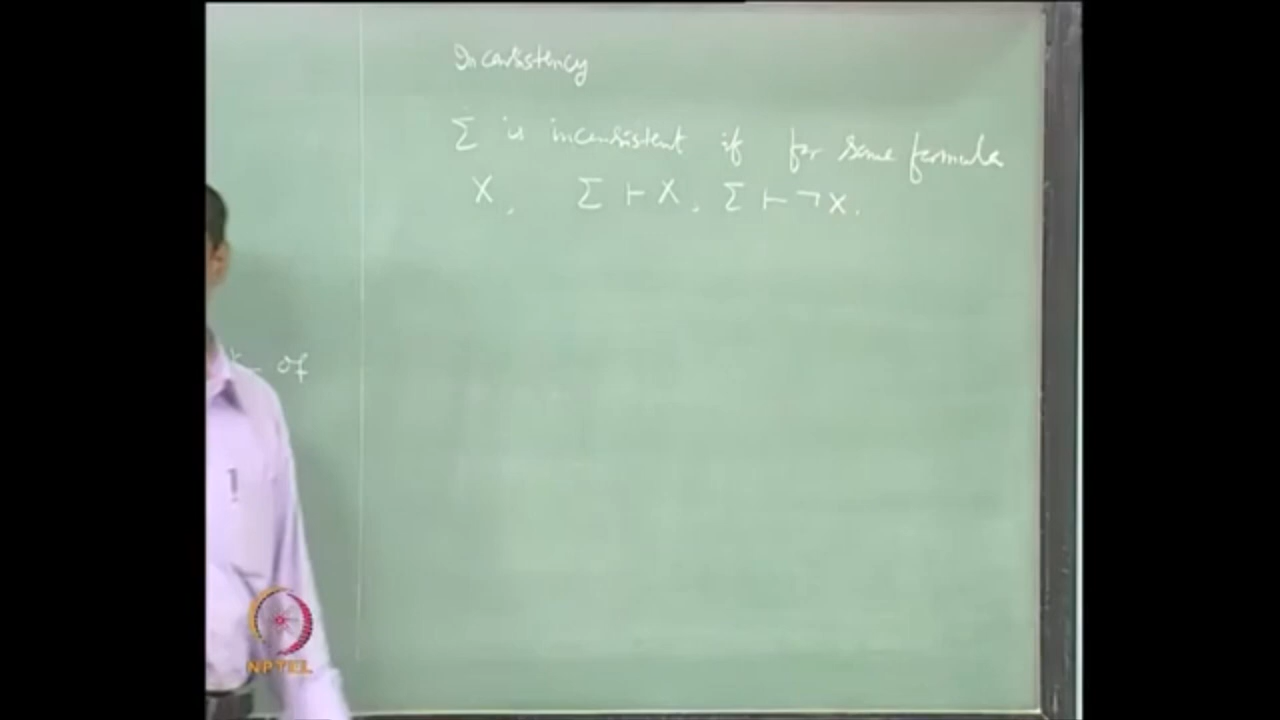 Inconsistency
Σ is inconsistent if for some formula
X, Σ ⊢ X, Σ ⊢ ¬X.
of
NPTEL